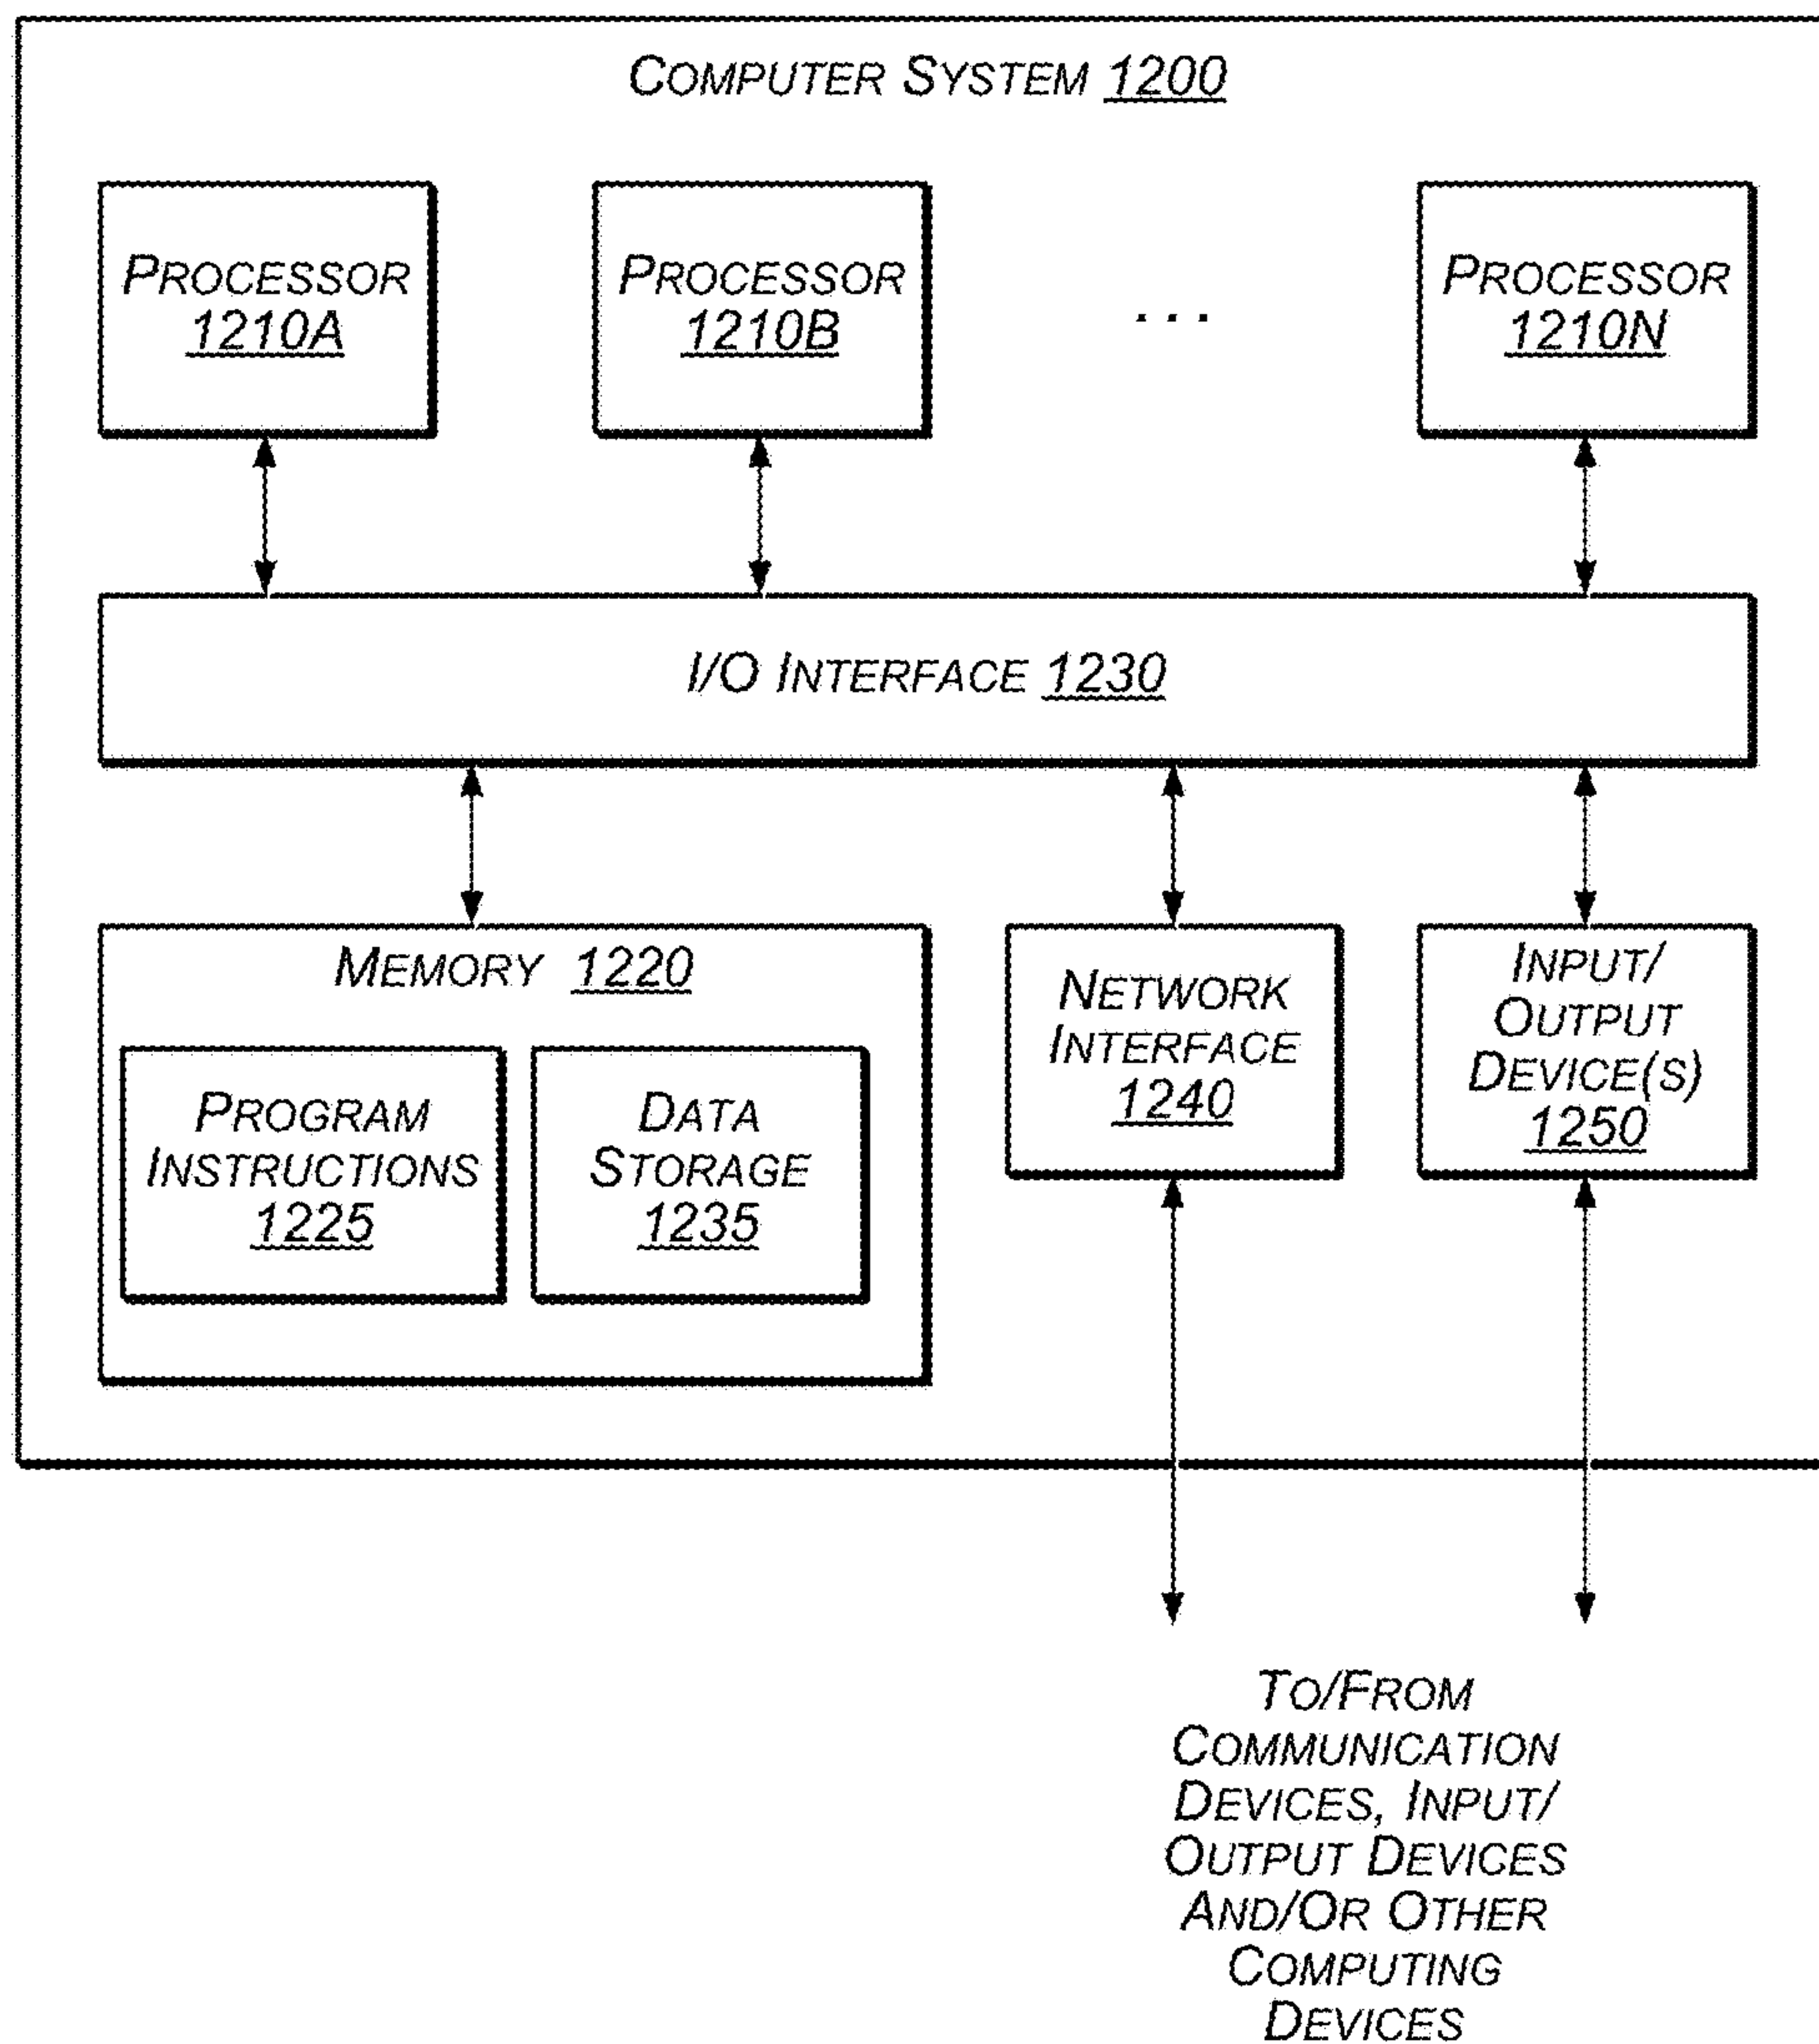 COMPUTER SYSTEM 1200
PROCESSOR
1210A
PROCESSOR
1210B
. . .
PROCESSOR
1210N
I/O INTERFACE 1230
MEMORY 1220
PROGRAM
INSTRUCTIONS
1225
DATA
STORAGE
1235
NETWORK
INTERFACE
1240
INPUT/
OUTPUT
DEVICE(S)
1250
TO/FROM
COMMUNICATION
DEVICES, INPUT/
OUTPUT DEVICES
AND/OR OTHER
COMPUTING
DEVICES